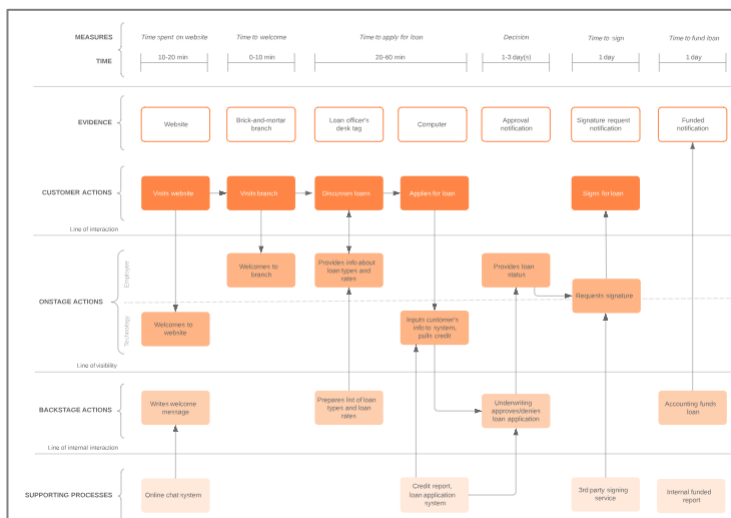 MEASURES
Time spent on website
Time to welcome
Time to apply for loan
Decision
Time to sign
Time to fund loan
TIME
10-20 min
0-10 min
20-60 min
1-3 day(s)
1 day
1 day
EVIDENCE
Website
Brick-and-mortar
branch
Loan officer's
desk tag
Computer
Approval
notification
Signature request
notification
Funded
notification
CUSTOMER ACTIONS
Visits website
Visits branch
Discusses loans
Applies for loan
Signs for loan
Line of interaction
ONSTAGE ACTIONS
Employee
Technology
Welcomes to
branch
Provides info about
loan types and
rates
Provides loan
status
Requests signature
Welcomes to
website
Inputs customer's
info to system,
pulls credit
Line of visibility
BACKSTAGE ACTIONS
Writes welcome
message
Prepares list of loan
types and loan
rates
Underwriting
approves/denies
loan application
Accounting funds
loan
Line of internal interaction
SUPPORTING PROCESSES
Online chat system
Credit report,
loan application
system
3rd party signing
service
Internal funded
report